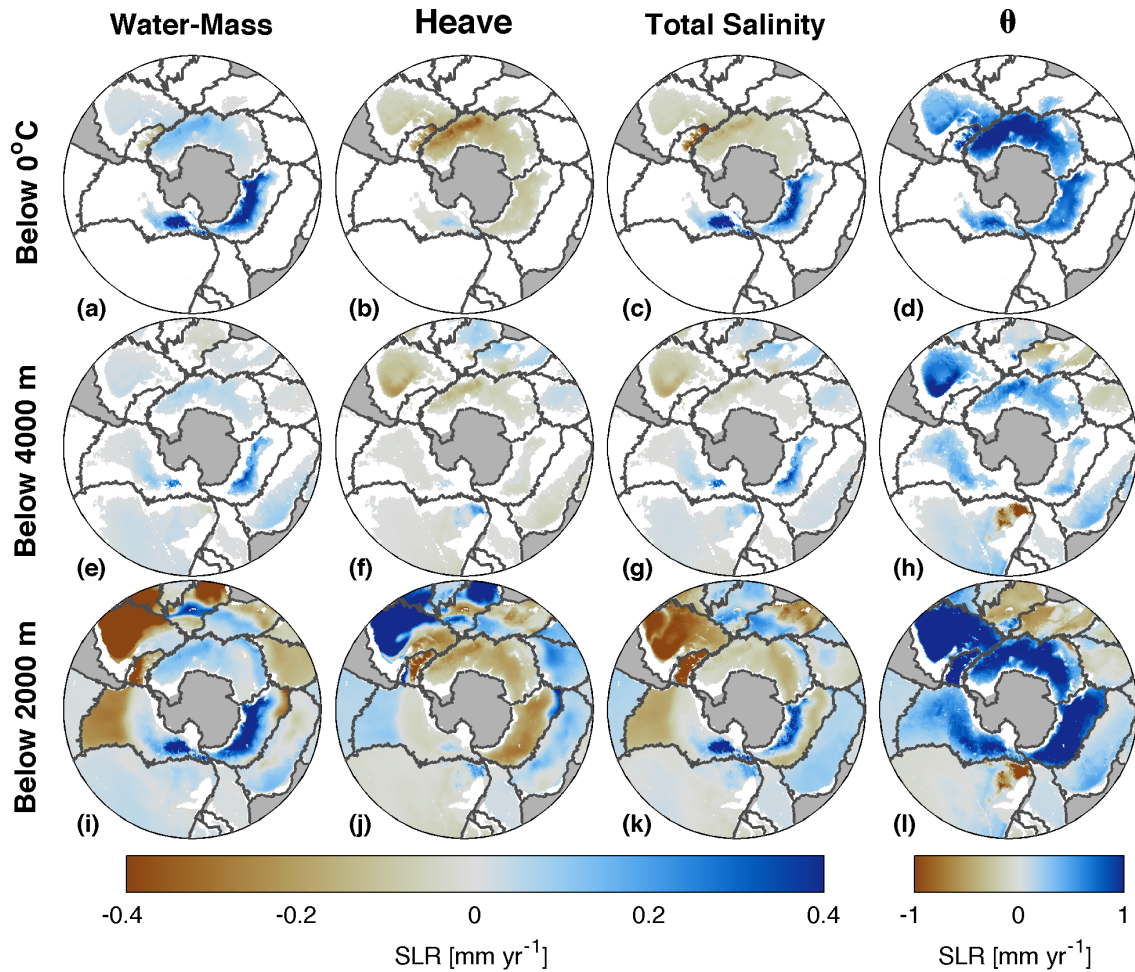 Water-Mass Heave Total Salinity θ
Below 0°C
(a) (b) (c) (d)
Below 4000 m
(e) (f) (g) (h)
Below 2000 m
(i) (j) (k) (l)
-0.4 -0.2 0 0.2 0.4 -1 0 1
SLR [mm yr⁻¹] SLR [mm yr⁻¹]